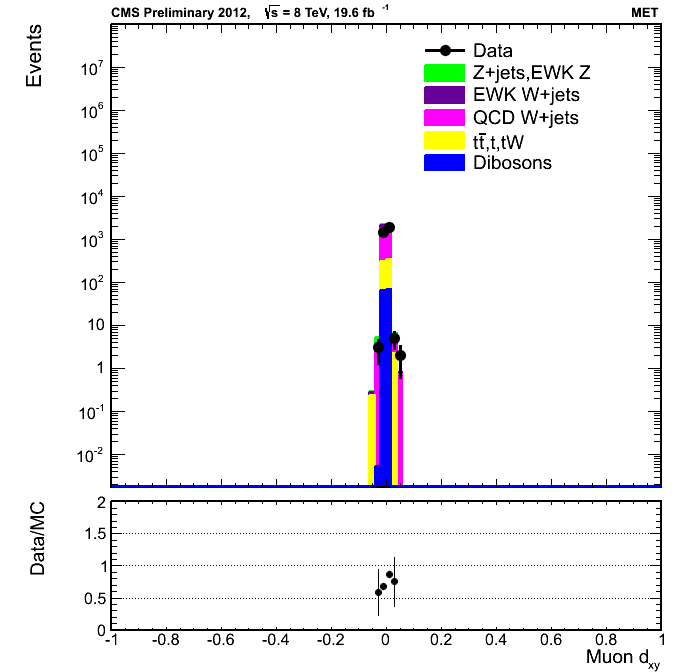 CMS Preliminary 2012, √s = 8 TeV, 19.6 fb⁻¹ MET
Events
Data
Z+jets,EWK Z
EWK W+jets
QCD W+jets
tt̄,t,tW
Dibosons
10⁷
10⁶
10⁵
10⁴
10³
10²
10
1
10⁻¹
10⁻²
Data/MC
2
1.5
1
0.5
0
-1 -0.8 -0.6 -0.4 -0.2 0 0.2 0.4 0.6 0.8 1
Muon d_xy